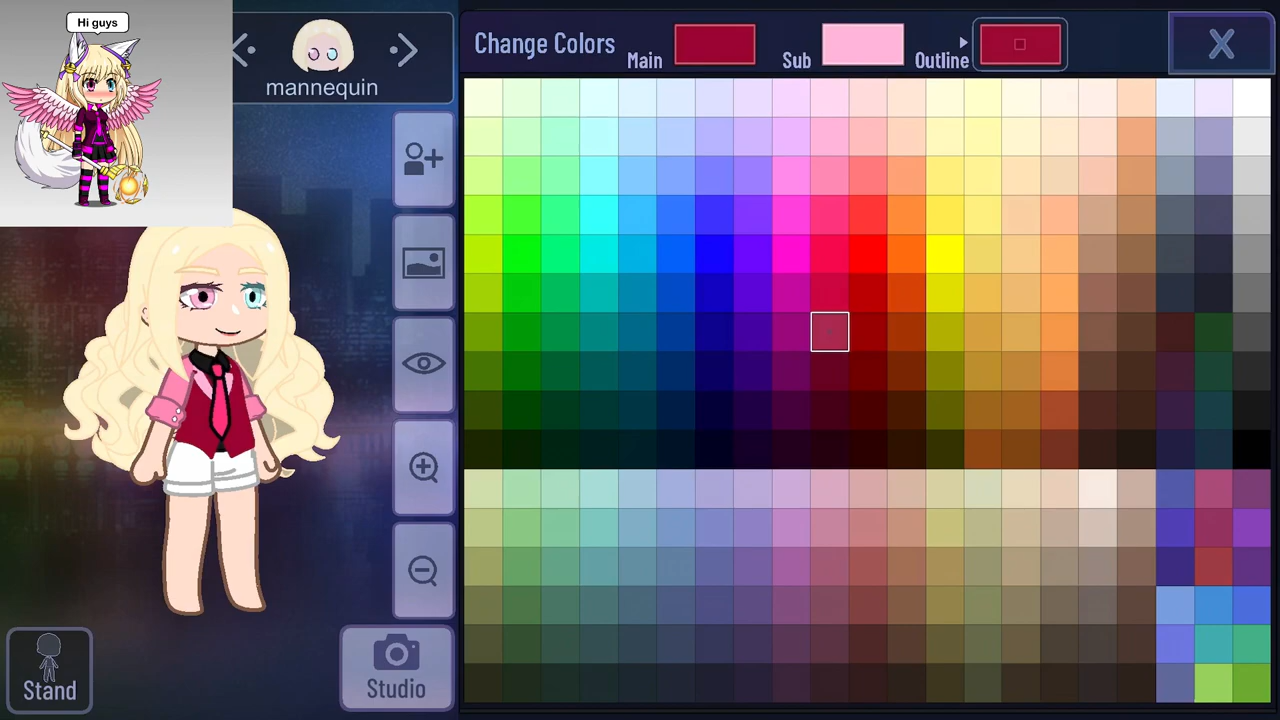 Hi guys
mannequin
Change Colors
Main
Sub
Outline
Stand
Studio